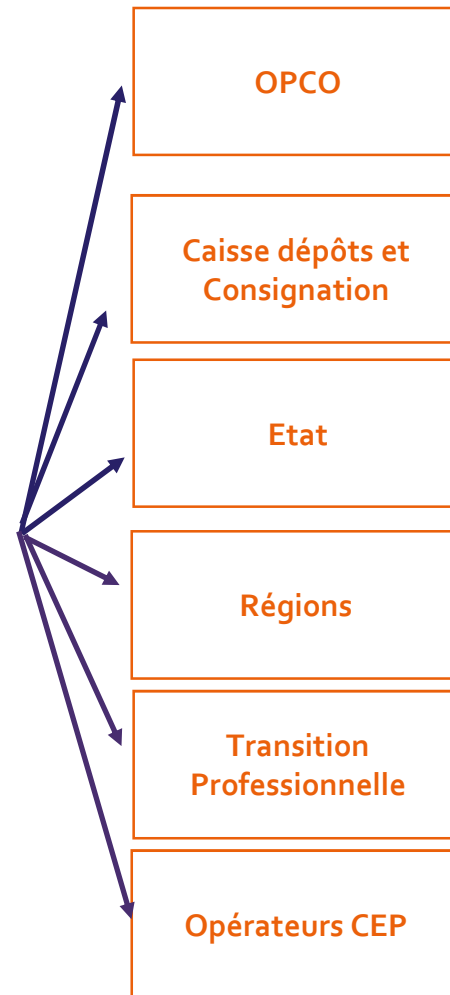 OPCO
Caisse dépôts et
Consignation
Etat
Régions
Transition
Professionnelle
Opérateurs CEP